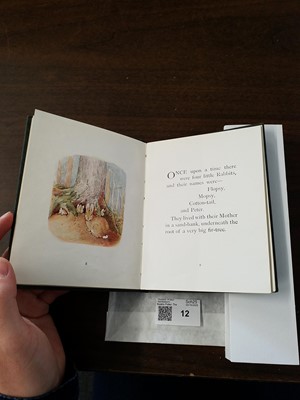 ONCE upon a time there
were four little Rabbits,
and their names were—
Flopsy,
Mopsy,
Cotton-tail,
and Peter.
They lived with their Mother
in a sand-bank, underneath the
root of a very big fir-tree.
12